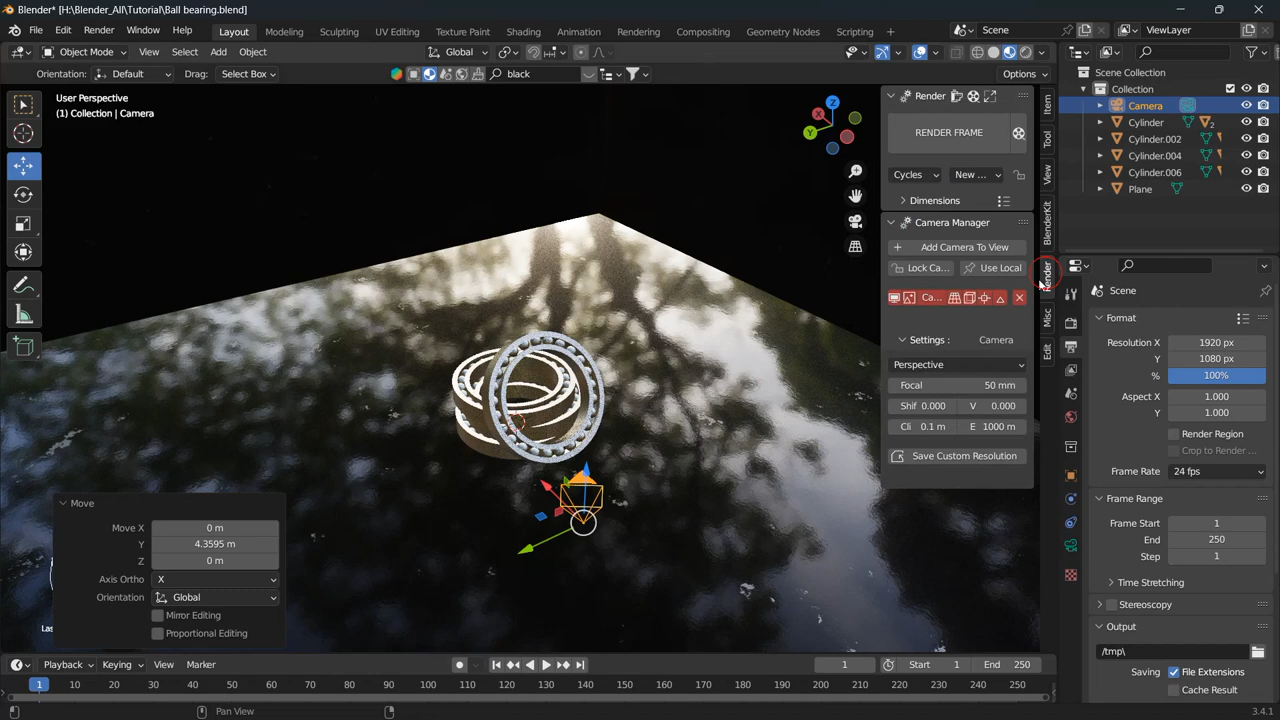 Blender* [H:\Blender_All\Tutorial\Ball bearing.blend]
File Edit Render Window Help Layout Modeling Sculpting UV Editing Texture Paint Shading Animation Rendering Compositing Geometry Nodes Scripting Scene ViewLayer
Object Mode View Select Add Object Global
Orientation: Default Drag: Select Box black Options
User Perspective
(1) Collection | Camera
X
Y
Z
Render
RENDER FRAME
Cycles New ...
Dimensions
Camera Manager
Add Camera To View
Lock Ca... Use Local
Ca...
Settings : Camera
Perspective
Focal 50 mm
Shif 0.000 V 0.000
Cli 0.1 m E 1000 m
Save Custom Resolution
Item
Tool
View
BlenderKit
Render
Misc
Edit
Scene Collection
Collection
Camera
Cylinder 2
Cylinder.002
Cylinder.004
Cylinder.006
Plane
Scene
Format
Resolution X 1920 px
Y 1080 px
% 100%
Aspect X 1.000
Y 1.000
Render Region
Crop to Render ...
Frame Rate 24 fps
Frame Range
Frame Start 1
End 250
Step 1
Time Stretching
Stereoscopy
Output
/tmp\
Saving File Extensions
Cache Result
Move
Move X 0 m
Y 4.3595 m
Z 0 m
Axis Ortho X
Orientation Global
Mirror Editing
Proportional Editing
Las
Playback Keying View Marker 1 Start 1 End 250
1 10 20 30 40 50 60 70 80 90 100 110 120 130 140 150 160 170 180 190 200 210 220 230 240 250
Pan View 3.4.1